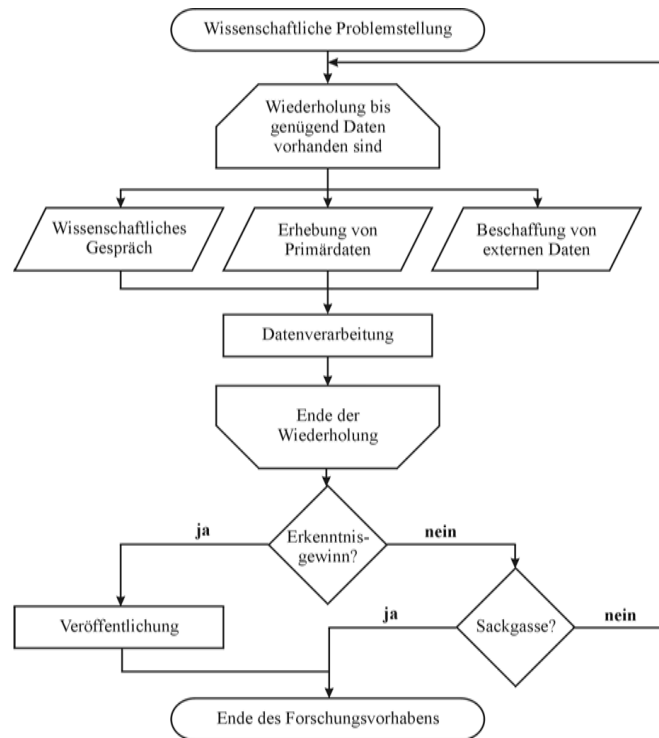 Wissenschaftliche Problemstellung
Wiederholung bis
genügend Daten
vorhanden sind
Wissenschaftliches
Gespräch
Erhebung von
Primärdaten
Beschaffung von
externen Daten
Datenverarbeitung
Ende der
Wiederholung
Erkenntnis-
gewinn?
ja
nein
Veröffentlichung
ja
Sackgasse?
nein
Ende des Forschungsvorhabens